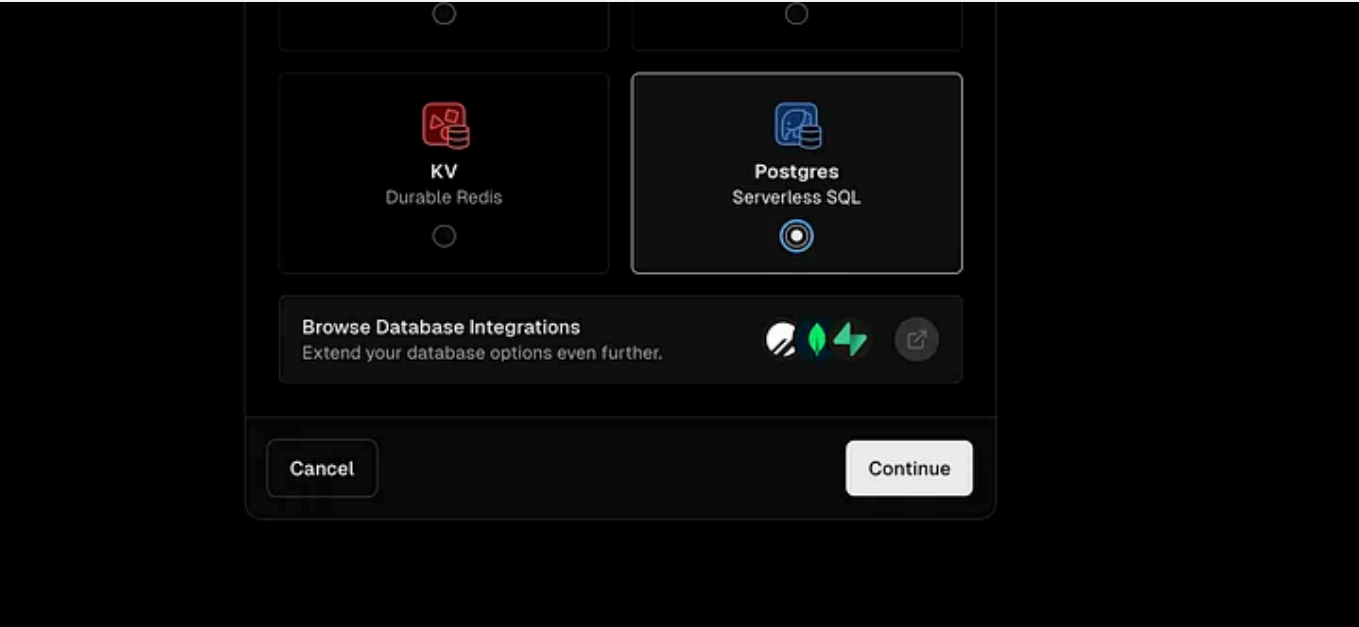 KV
Durable Redis
Postgres
Serverless SQL
Browse Database Integrations
Extend your database options even further.
Cancel
Continue